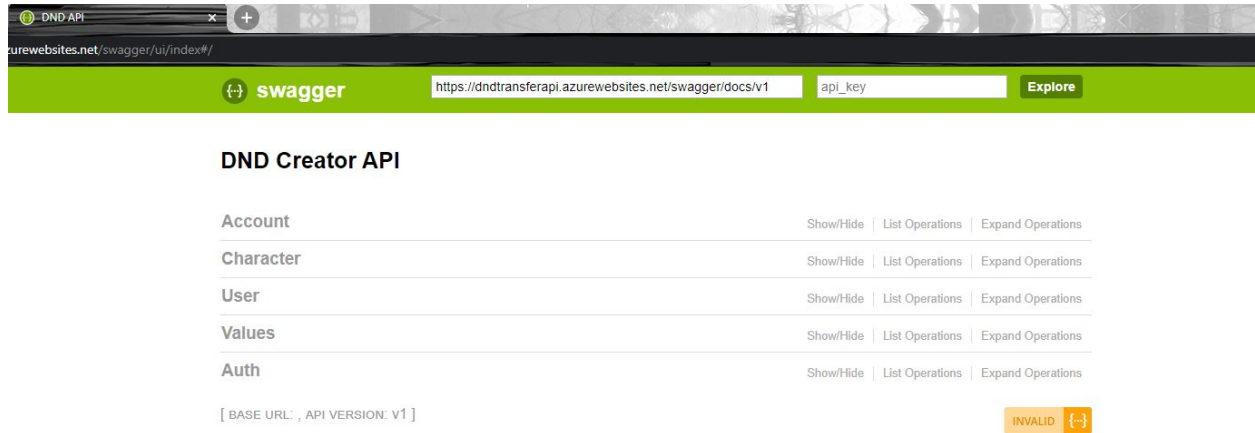 DND API
zurewebsites.net/swagger/ui/index#/
{··} swagger https://dndtransferapi.azurewebsites.net/swagger/docs/v1 api_key Explore
DND Creator API
Account Show/Hide List Operations Expand Operations
Character Show/Hide List Operations Expand Operations
User Show/Hide List Operations Expand Operations
Values Show/Hide List Operations Expand Operations
Auth Show/Hide List Operations Expand Operations
[ BASE URL: , API VERSION: V1 ] INVALID {···}